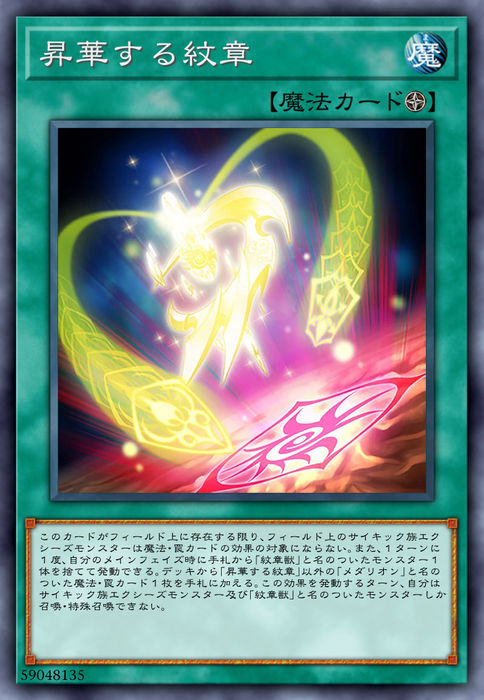 昇華する紋章
魔
【魔法カード】
このカードがフィールド上に存在する限り、フィールド上のサイキック族エク
シーズモンスターは魔法・罠カードの効果の対象にならない。また、1ターンに
1度、自分のメインフェイズ時に手札から「紋章獣」と名のついたモンスター1
体を捨てて発動できる。デッキから「昇華する紋章」以外の「メダリオン」と名の
ついた魔法・罠カード1枚を手札に加える。この効果を発動するターン、自分は
サイキック族エクシーズモンスター及び「紋章獣」と名のついたモンスターしか
召喚・特殊召喚できない。
59048135